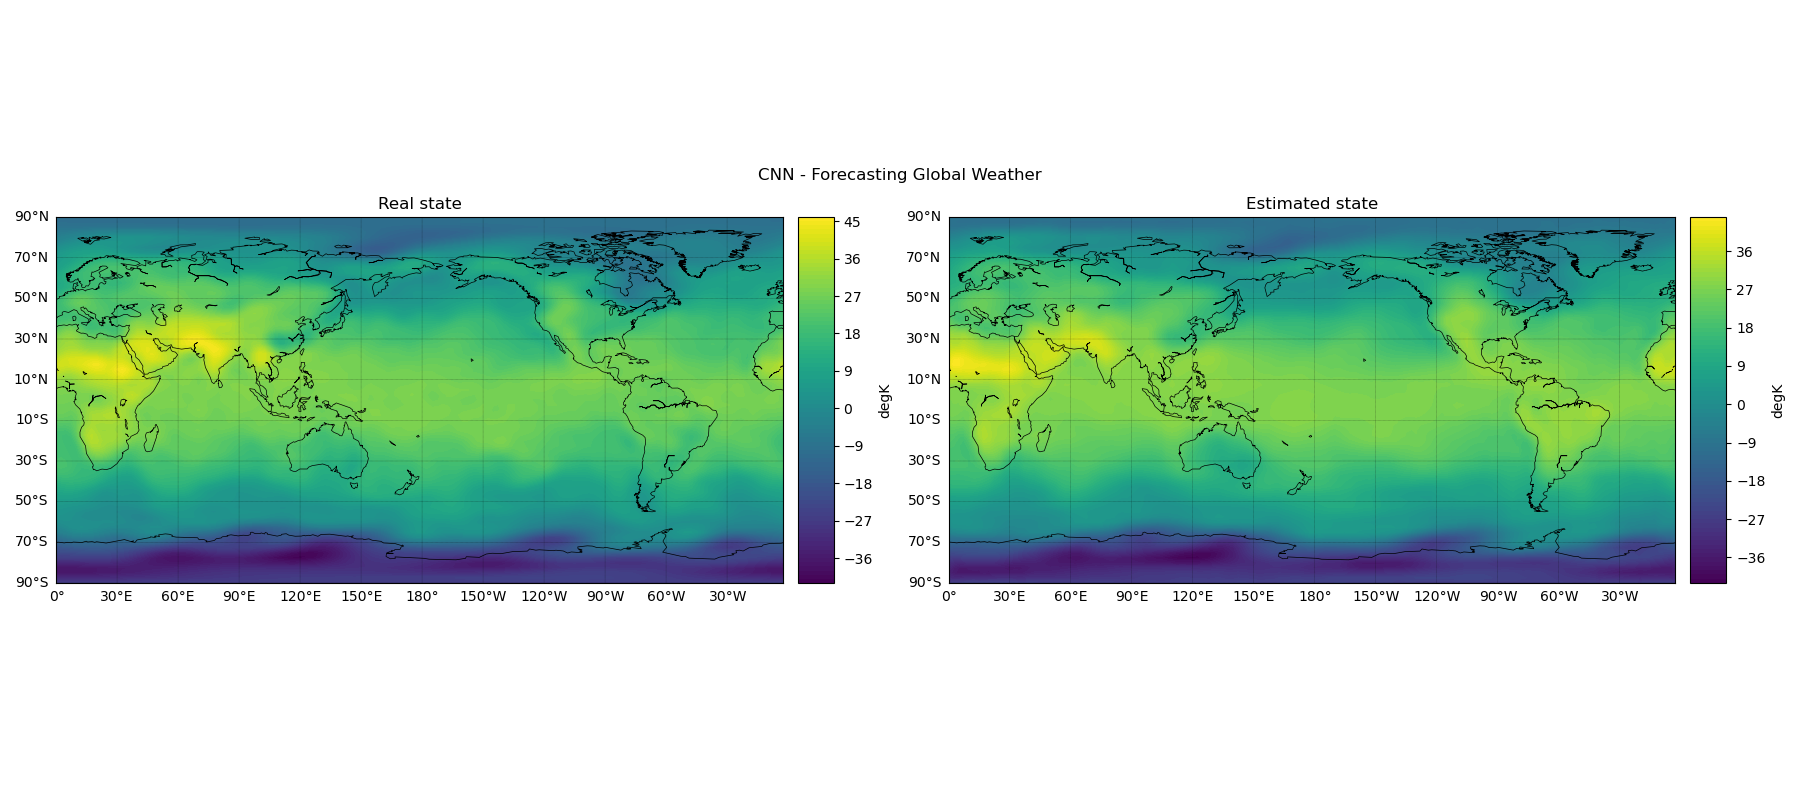 CNN - Forecasting Global Weather
Real state
90°N
70°N
50°N
30°N
10°N
10°S
30°S
50°S
70°S
90°S
0°
30°E
60°E
90°E
120°E
150°E
180°
150°W
120°W
90°W
60°W
30°W
45
36
27
18
9
0
−9
−18
−27
−36
degK
Estimated state
90°N
70°N
50°N
30°N
10°N
10°S
30°S
50°S
70°S
90°S
0°
30°E
60°E
90°E
120°E
150°E
180°
150°W
120°W
90°W
60°W
30°W
36
27
18
9
0
−9
−18
−27
−36
degK